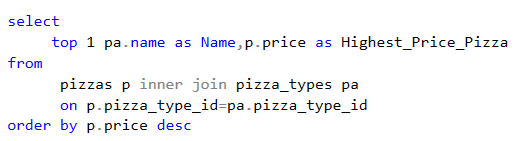 select
top 1 pa.name as Name,p.price as Highest_Price_Pizza
from
pizzas p inner join pizza_types pa
on p.pizza_type_id=pa.pizza_type_id
order by p.price desc